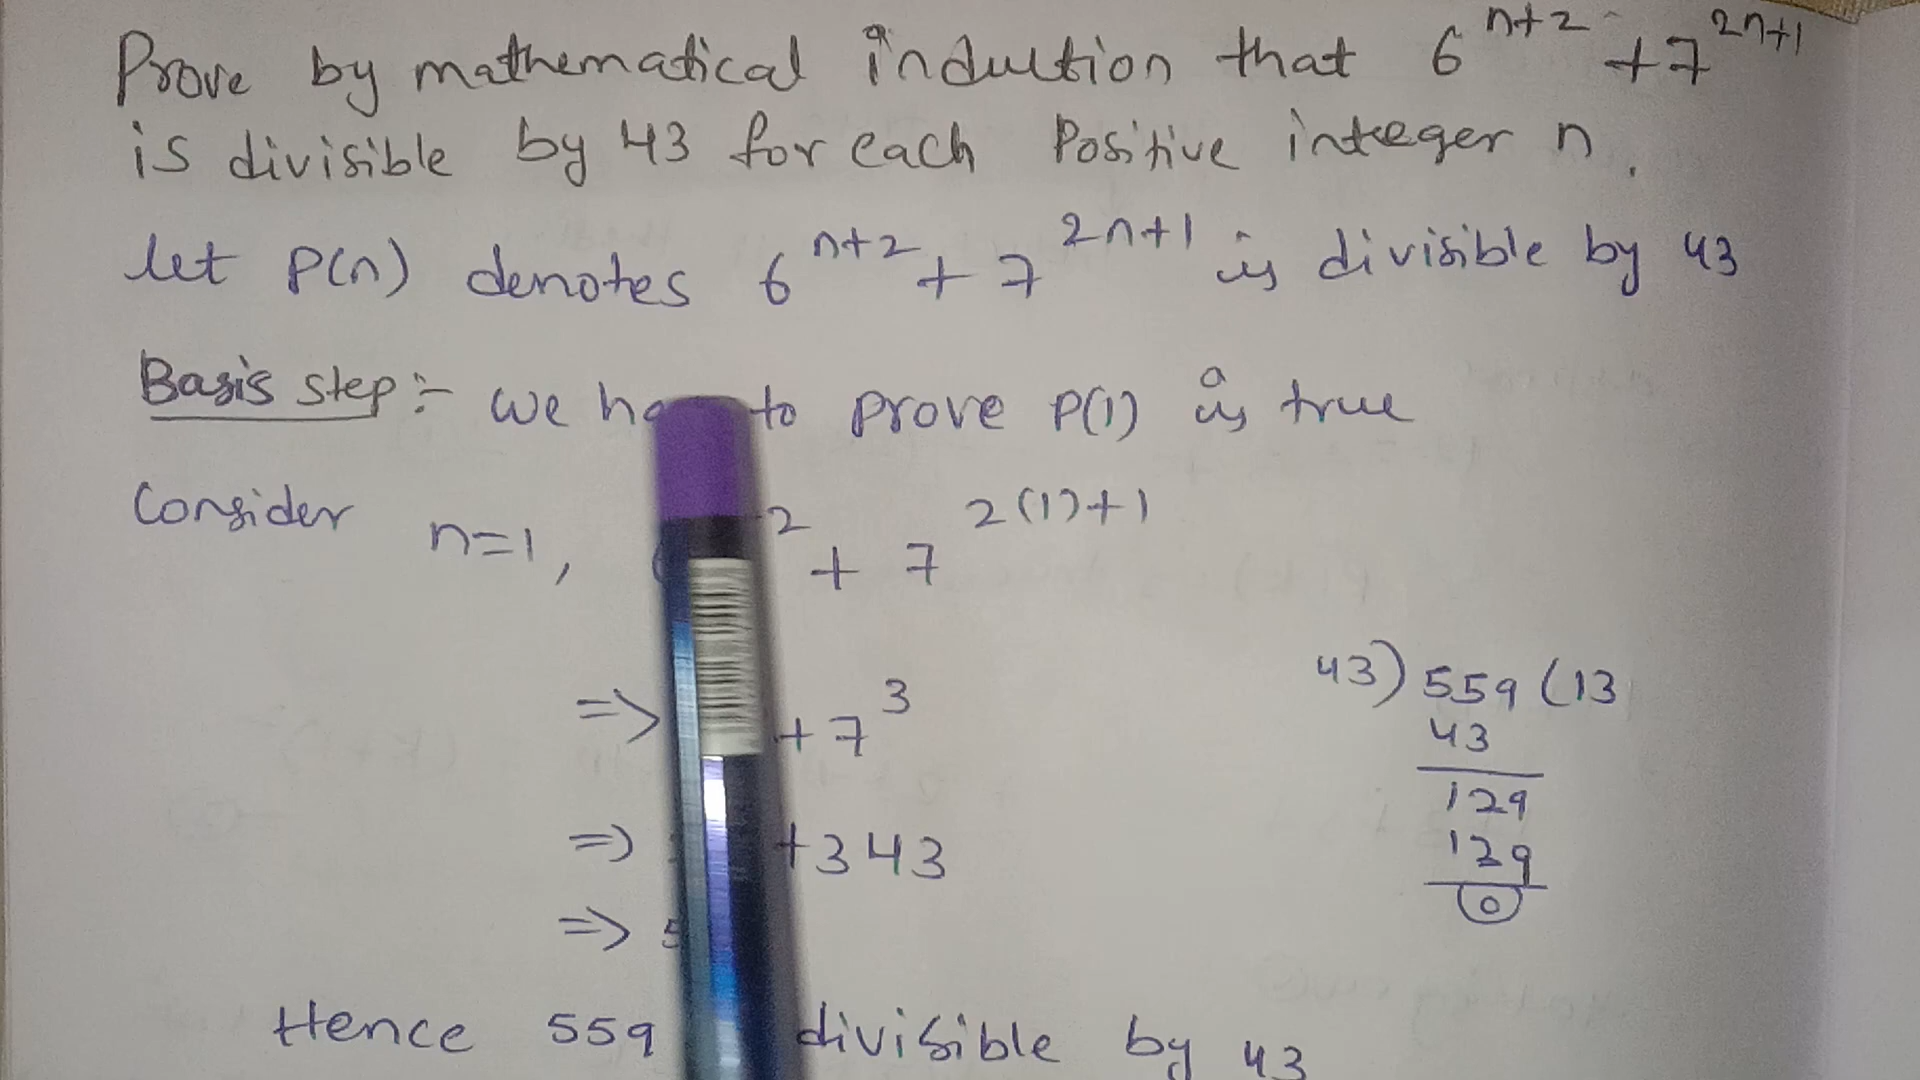 Prove by mathematical induction that 6^{n+2} + 7^{2n+1}
is divisible by 43 for each Positive integer n.
let P(n) denotes 6^{n+2} + 7^{2n+1} is divisible by 43
Basis step :- we to prove P(1) is true
Consider n=1, 2 + 7^{2(1)+1}
=> + 7^3
=> + 343
=>
43) 559 (13
43
129
129
0
Hence 559 divisible by 43